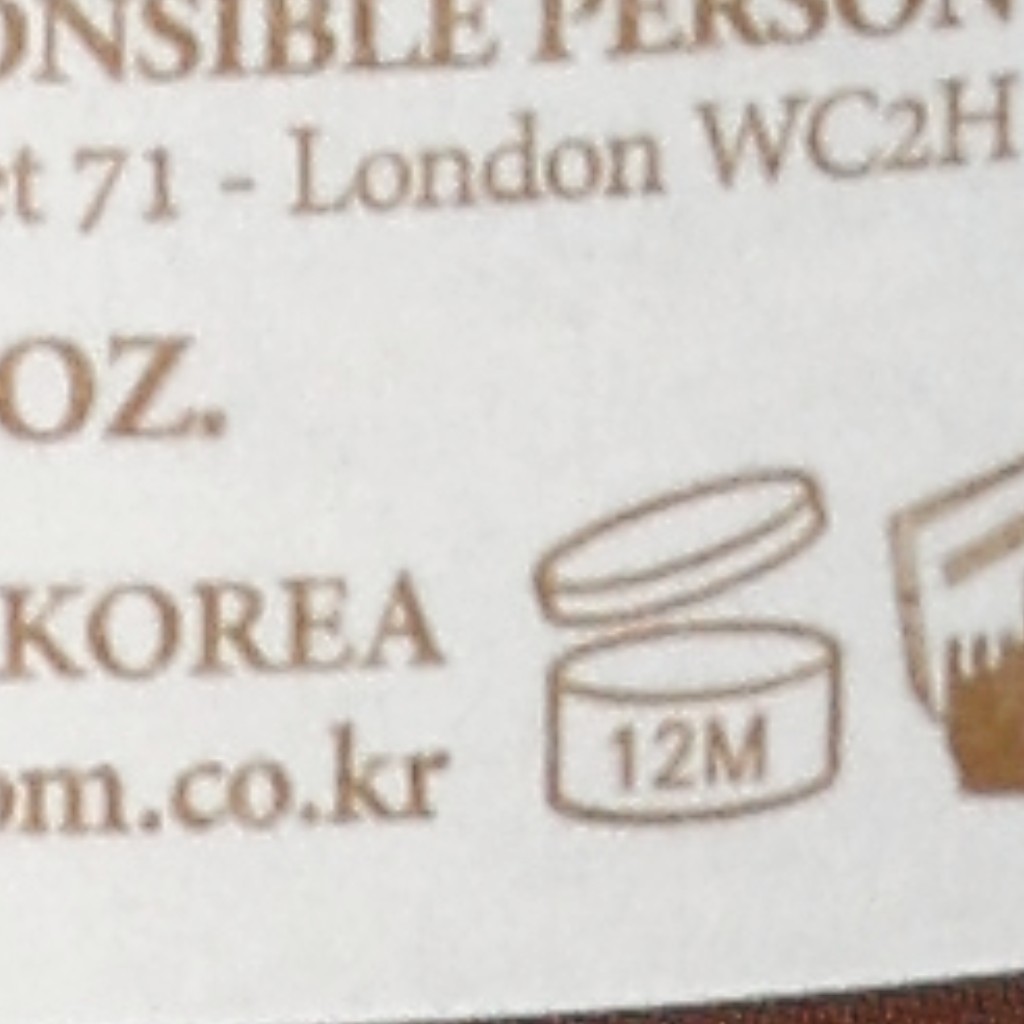 ONSIBLE PERSON
et 71 - London WC2H
OZ.
KOREA
om.co.kr
12M